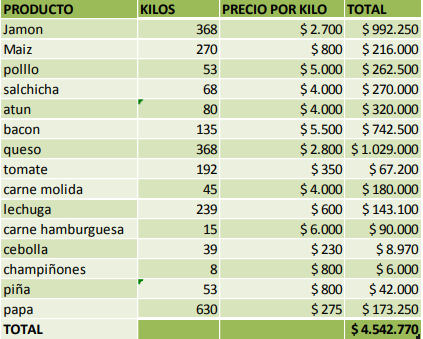 PRODUCTO KILOS PRECIO POR KILO TOTAL
Jamon 368 $ 2.700 $ 992.250
Maiz 270 $ 800 $ 216.000
polllo 53 $ 5.000 $ 262.500
salchicha 68 $ 4.000 $ 270.000
atun 80 $ 4.000 $ 320.000
bacon 135 $ 5.500 $ 742.500
queso 368 $ 2.800 $ 1.029.000
tomate 192 $ 350 $ 67.200
carne molida 45 $ 4.000 $ 180.000
lechuga 239 $ 600 $ 143.100
carne hamburguesa 15 $ 6.000 $ 90.000
cebolla 39 $ 230 $ 8.970
champiñones 8 $ 800 $ 6.000
piña 53 $ 800 $ 42.000
papa 630 $ 275 $ 173.250
TOTAL $ 4.542.770